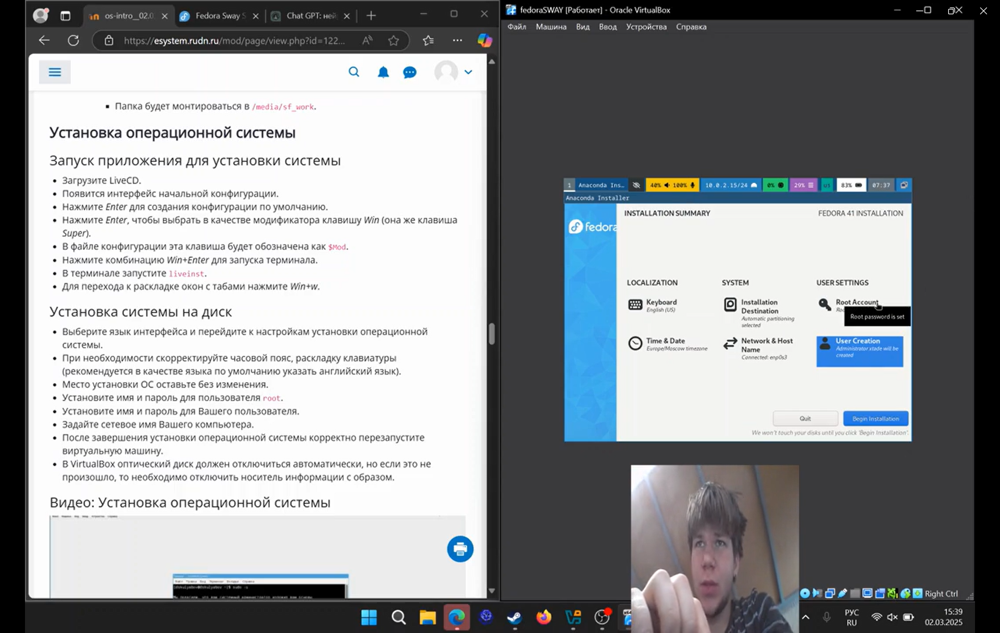 os-intro__02.0
Fedora Sway S
Chat GPT: ней
https://esystem.rudn.ru/mod/page/view.php?id=122...
Папка будет монтироваться в /media/sf_work.
Установка операционной системы
Запуск приложения для установки системы
Загрузите LiveCD.
Появится интерфейс начальной конфигурации.
Нажмите Enter для создания конфигурации по умолчанию.
Нажмите Enter, чтобы выбрать в качестве модификатора клавишу Win (она же клавиша
Super).
В файле конфигурации эта клавиша будет обозначена как $Mod.
Нажмите комбинацию Win+Enter для запуска терминала.
В терминале запустите liveinst.
Для перехода к раскладке окон с табами нажмите Win+w.
Установка системы на диск
Выберите язык интерфейса и перейдите к настройкам установки операционной
системы.
При необходимости скорректируйте часовой пояс, раскладку клавиатуры
(рекомендуется в качестве языка по умолчанию указать английский язык).
Место установки ОС оставьте без изменения.
Установите имя и пароль для пользователя root.
Установите имя и пароль для Вашего пользователя.
Задайте сетевое имя Вашего компьютера.
После завершения установки операционной системы корректно перезапустите
виртуальную машину.
В VirtualBox оптический диск должен отключиться автоматически, но если это не
произошло, то необходимо отключить носитель информации с образом.
Видео: Установка операционной системы
fedoraSWAY [Работает] - Oracle VirtualBox
Файл Машина Вид Ввод Устройства Справка
1 Anaconda Ins… 40% 100% 10.0.2.15/24 0% 29% us 83% 07:37
Anaconda Installer
fedora
INSTALLATION SUMMARY
FEDORA 41 INSTALLATION
LOCALIZATION
Keyboard
English (US)
Time & Date
Europe/Moscow timezone
SYSTEM
Installation
Destination
Automatic partitioning
selected
Network & Host
Name
Connected: enp0s3
USER SETTINGS
Root Account
Root password is set
User Creation
Administrator xtade will be
created
Quit
Begin Installation
We won't touch your disks until you click 'Begin Installation'.
Right Ctrl
РУС
RU
15:39
02.03.2025